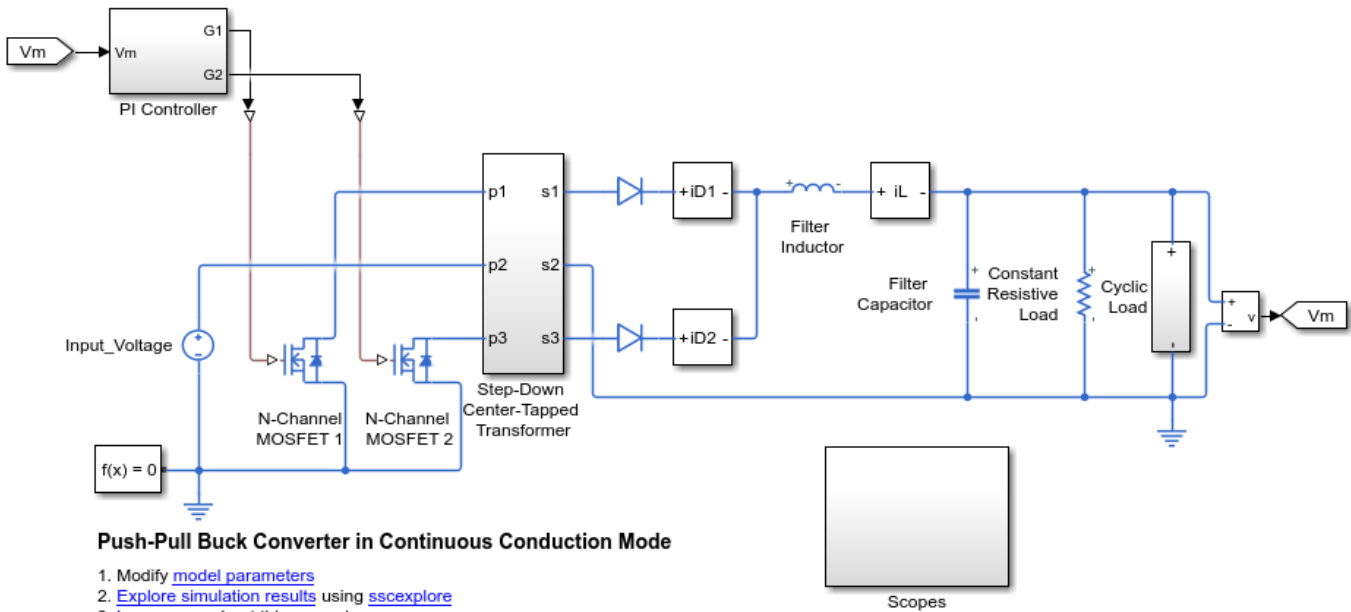 Vm
Vm
G1
G2
PI Controller
p1
p2
p3
s1
s2
s3
+iD1 -
+iD2 -
+ -
Filter
Inductor
+ iL -
Filter
Capacitor
+
-
Constant
Resistive
Load
+
-
Cyclic
Load
+
-
+
-
v
Vm
Input_Voltage
+
-
N-Channel
MOSFET 1
N-Channel
MOSFET 2
Step-Down
Center-Tapped
Transformer
f(x) = 0
Scopes
Push-Pull Buck Converter in Continuous Conduction Mode
1. Modify model parameters
2. Explore simulation results using sscexplore